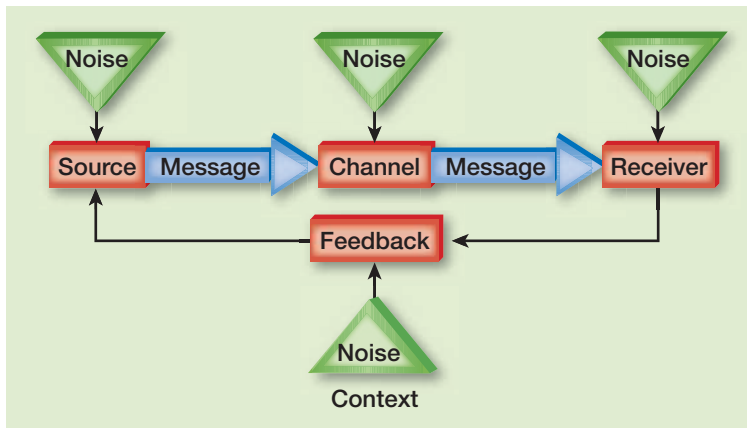 Noise Noise Noise
Source Message Channel Message Receiver
Feedback
Noise
Context